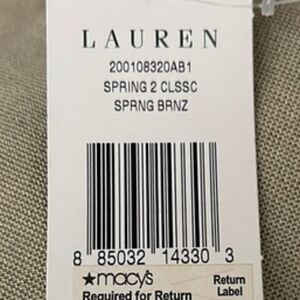 LAUREN
200108320AB1
SPRING 2 CLSSC
SPRNG BRNZ
8 85032 14330 3
★macy's Return
Required for Return Label